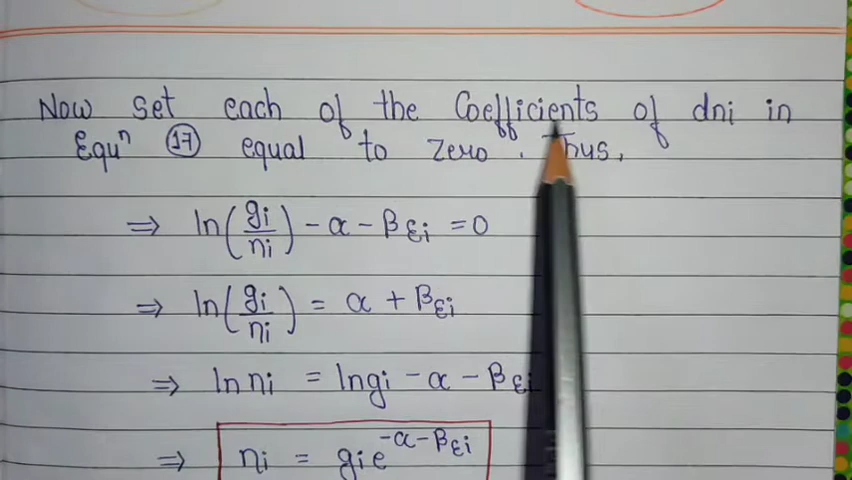 Now set each of the Coefficients of dni in
Equⁿ (17) equal to zero. Thus,
⇒ ln(gi/ni) - α - βεi = 0
⇒ ln(gi/ni) = α + βεi
⇒ ln ni = ln gi - α - βεi
⇒ ni = gi e^(-α-βεi)